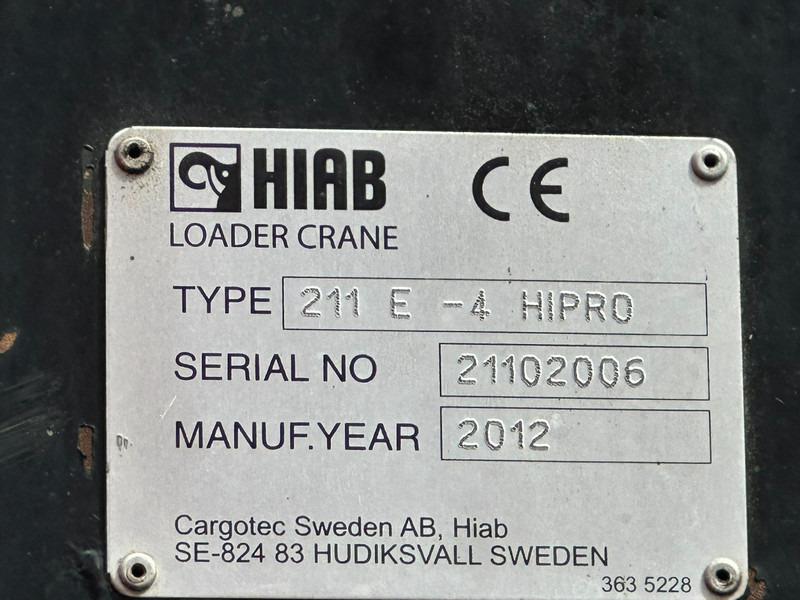 HIAB CE
LOADER CRANE
TYPE 211 E -4 HIPRO
SERIAL NO 21102006
MANUF.YEAR 2012
Cargotec Sweden AB, Hiab
SE-824 83 HUDIKSVALL SWEDEN
363 5228